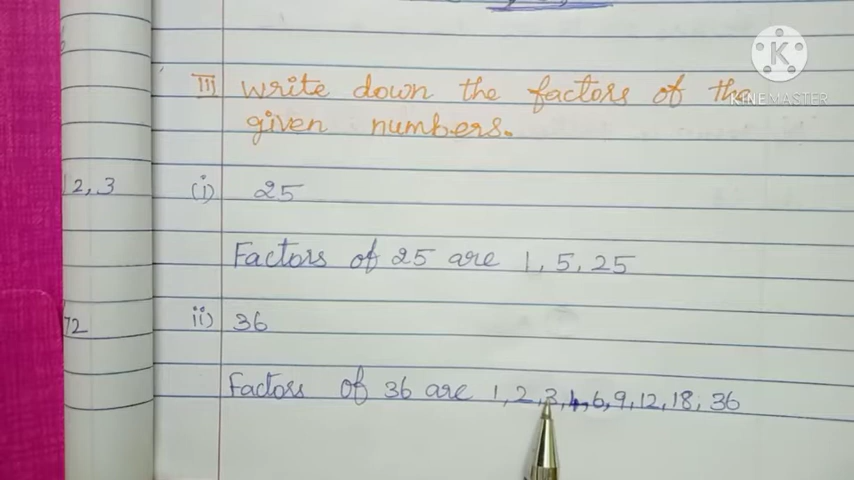 K
KINEMASTER
III Write down the factors of the
given numbers.
12, 3
(i) 25
Factors of 25 are 1, 5, 25
72
ii) 36
Factors of 36 are 1, 2, 3, 4, 6, 9, 12, 18, 36